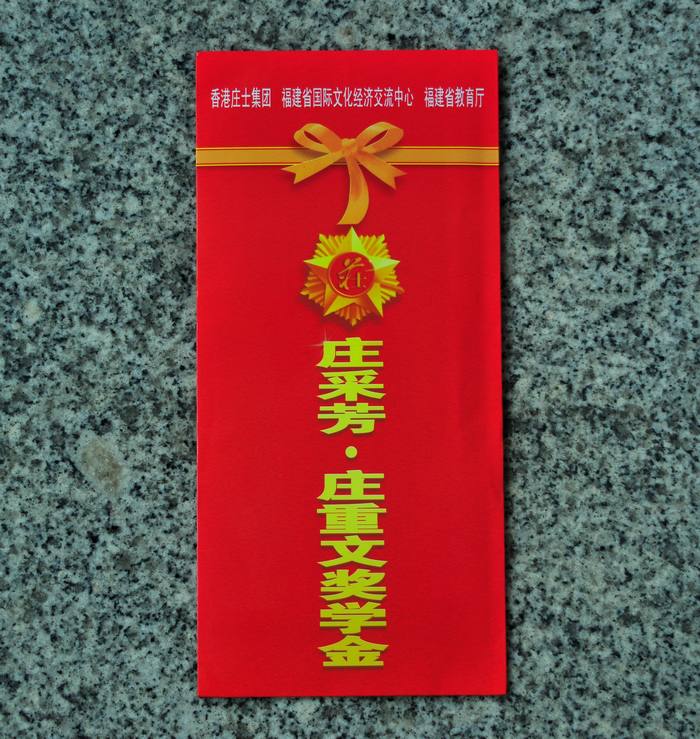 香港庄士集团 福建省国际文化经济交流中心 福建省教育厅
莊
庄采芳·庄重文奖学金